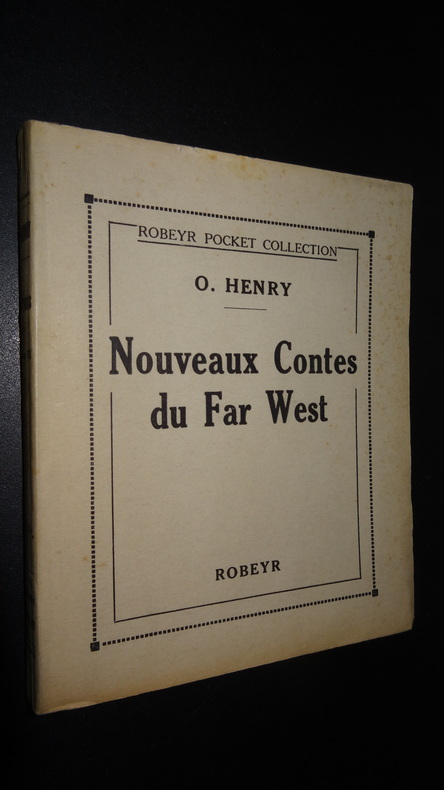 ROBEYR POCKET COLLECTION
O. HENRY
Nouveaux Contes
du Far West
ROBEYR